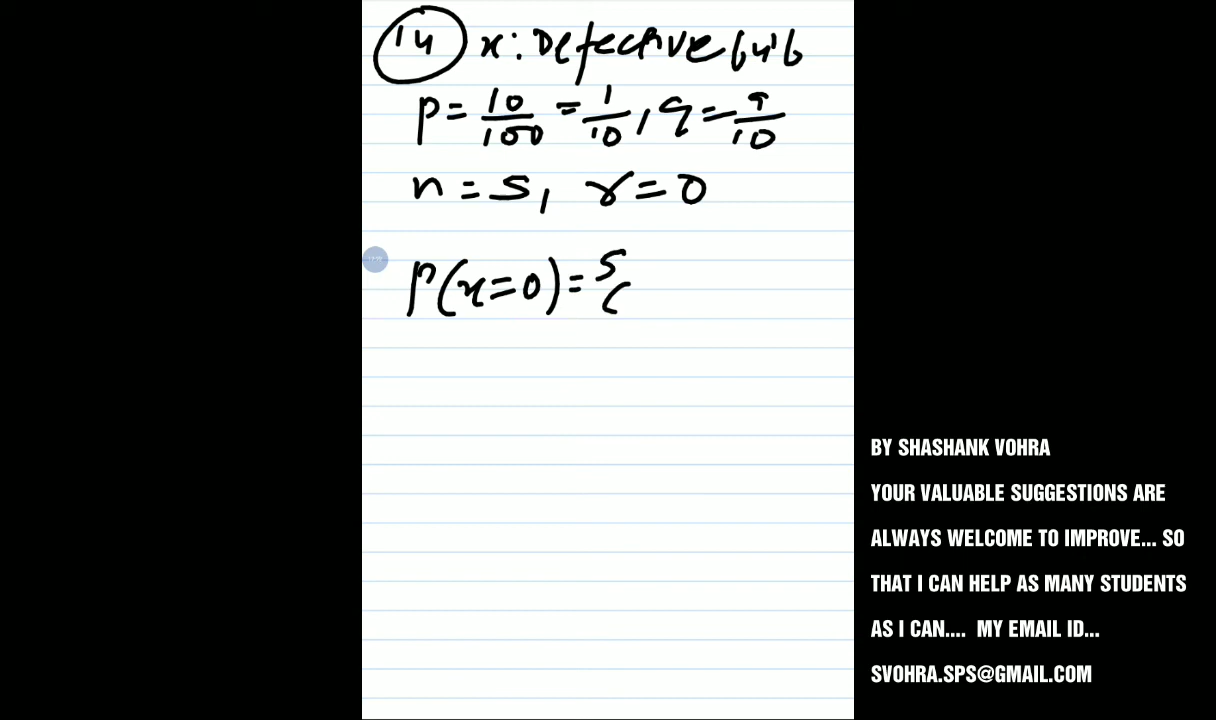 14 x: Defective bulb
p = 10/100 = 1/10, q = 9/10
n = 5, r = 0
P(x=0) = 5C
BY SHASHANK VOHRA
YOUR VALUABLE SUGGESTIONS ARE
ALWAYS WELCOME TO IMPROVE... SO
THAT I CAN HELP AS MANY STUDENTS
AS I CAN.... MY EMAIL ID...
SVOHRA.SPS@GMAIL.COM